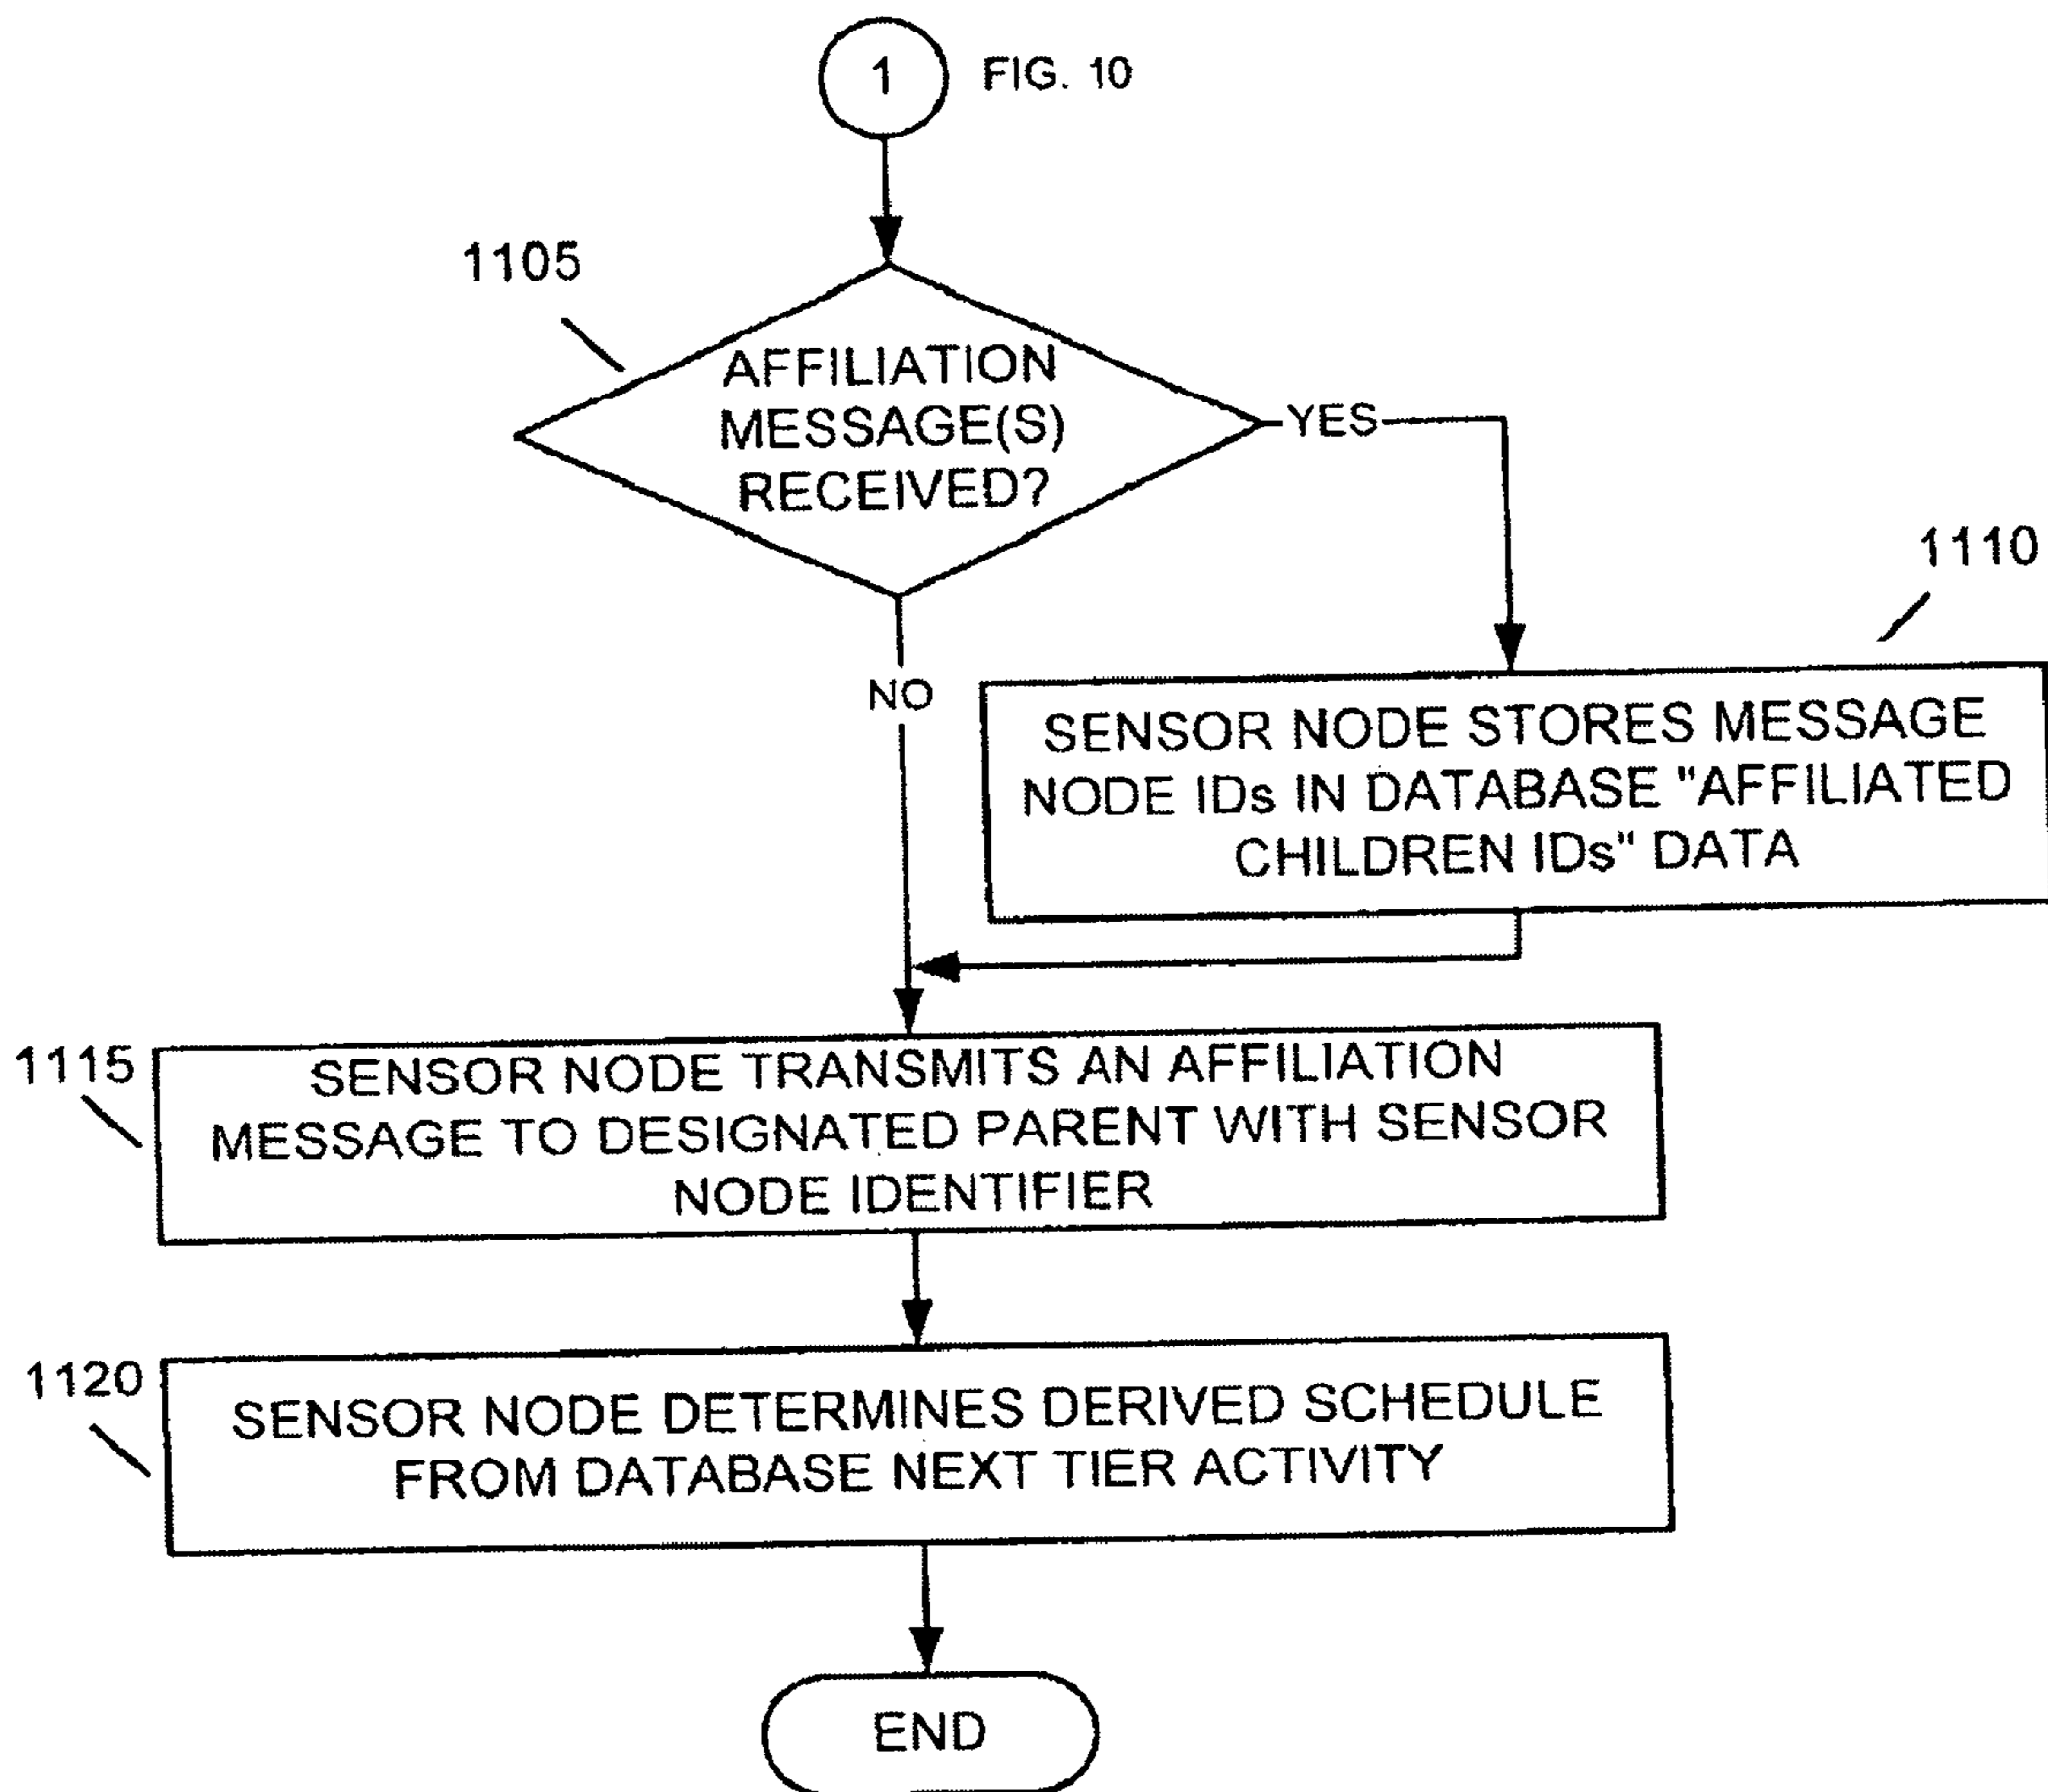 1 FIG. 10
1105
AFFILIATION
MESSAGE(S)
RECEIVED?
YES
1110
NO
SENSOR NODE STORES MESSAGE
NODE IDs IN DATABASE "AFFILIATED
CHILDREN IDs" DATA
1115
SENSOR NODE TRANSMITS AN AFFILIATION
MESSAGE TO DESIGNATED PARENT WITH SENSOR
NODE IDENTIFIER
1120
SENSOR NODE DETERMINES DERIVED SCHEDULE
FROM DATABASE NEXT TIER ACTIVITY
END